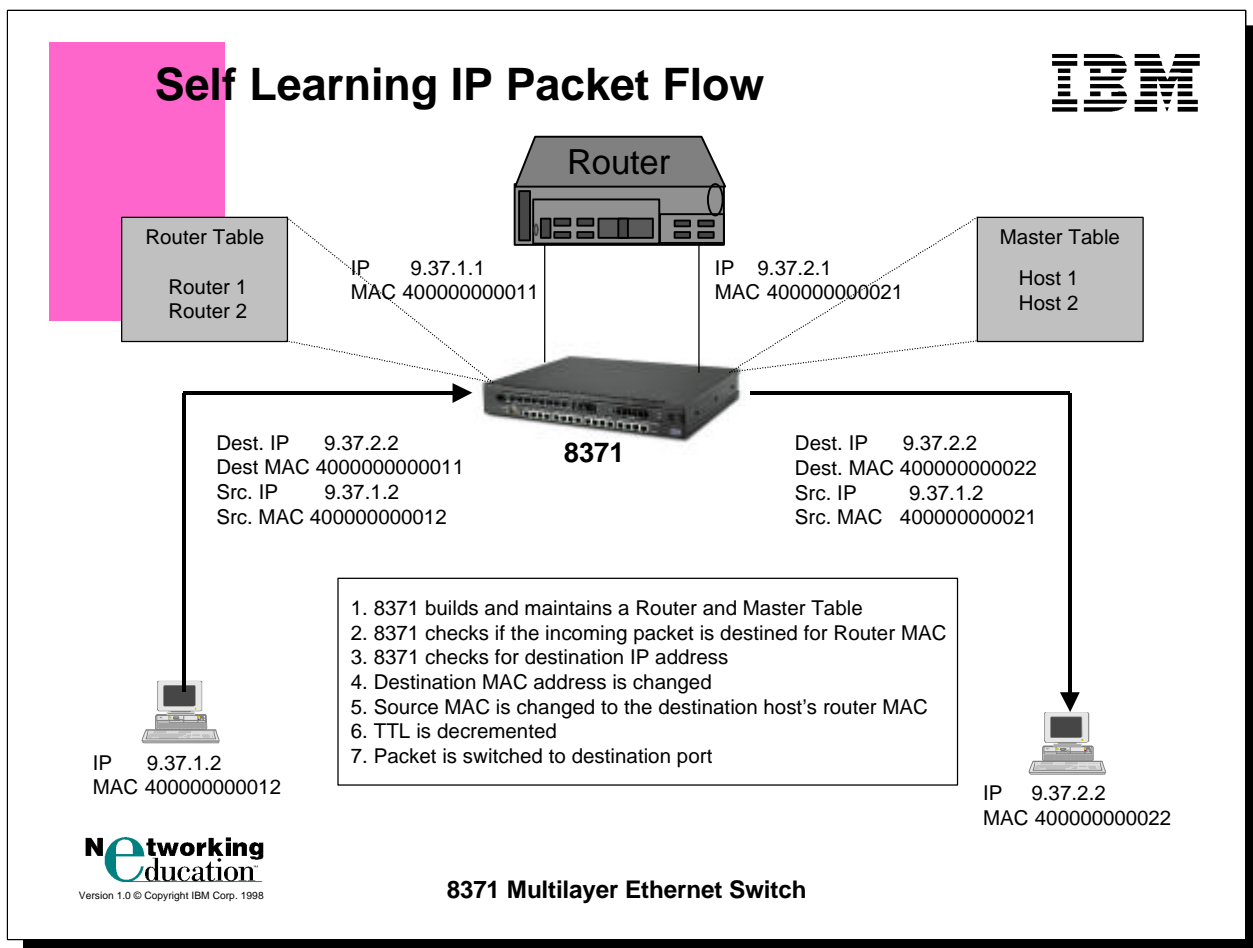 Self Learning IP Packet Flow
IBM
Router
Router Table
Router 1
Router 2
IP 9.37.1.1
MAC 400000000011
IP 9.37.2.1
MAC 400000000021
Master Table
Host 1
Host 2
8371
Dest. IP 9.37.2.2
Dest MAC 4000000000011
Src. IP 9.37.1.2
Src. MAC 400000000012
Dest. IP 9.37.2.2
Dest. MAC 400000000022
Src. IP 9.37.1.2
Src. MAC 400000000021
1. 8371 builds and maintains a Router and Master Table
2. 8371 checks if the incoming packet is destined for Router MAC
3. 8371 checks for destination IP address
4. Destination MAC address is changed
5. Source MAC is changed to the destination host's router MAC
6. TTL is decremented
7. Packet is switched to destination port
IP 9.37.1.2
MAC 400000000012
IP 9.37.2.2
MAC 400000000022
Networking
education™
Version 1.0 © Copyright IBM Corp. 1998
8371 Multilayer Ethernet Switch